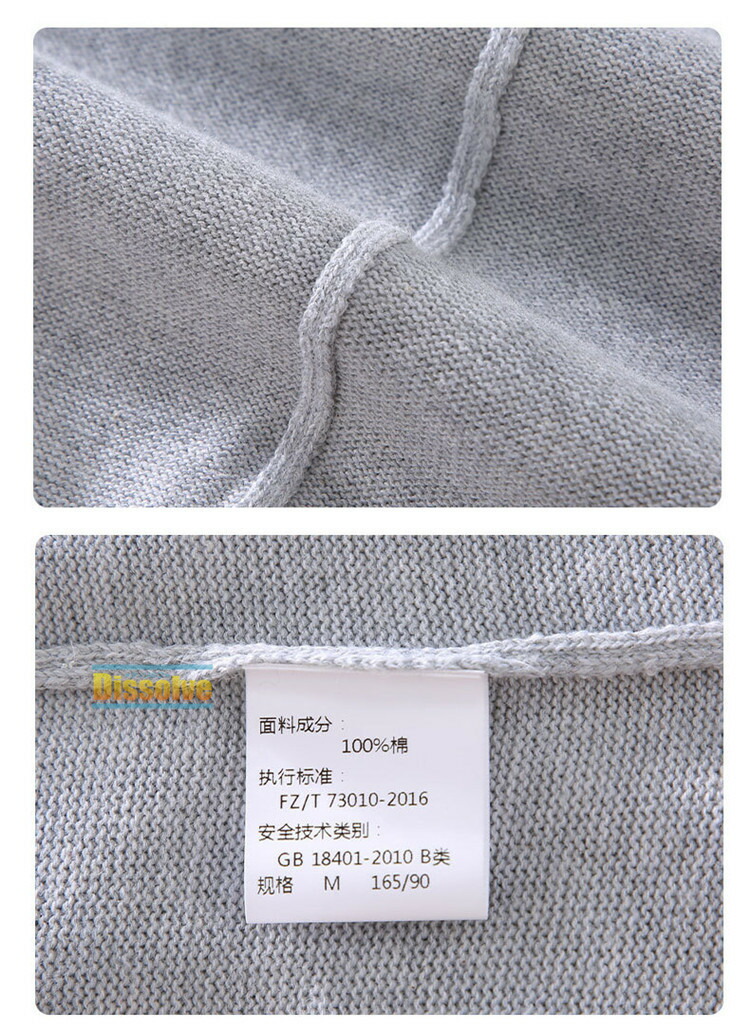 Dissolve
面料成分：
100%棉
执行标准：
FZ/T 73010-2016
安全技术类别：
GB 18401-2010 B类
规格 M 165/90